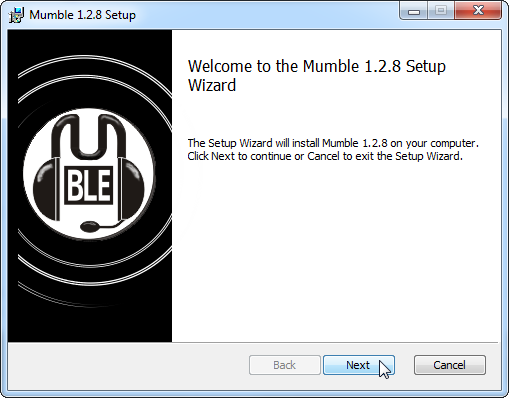 Mumble 1.2.8 Setup
Welcome to the Mumble 1.2.8 Setup
Wizard
The Setup Wizard will install Mumble 1.2.8 on your computer.
Click Next to continue or Cancel to exit the Setup Wizard.
BLE
Back
Next
Cancel